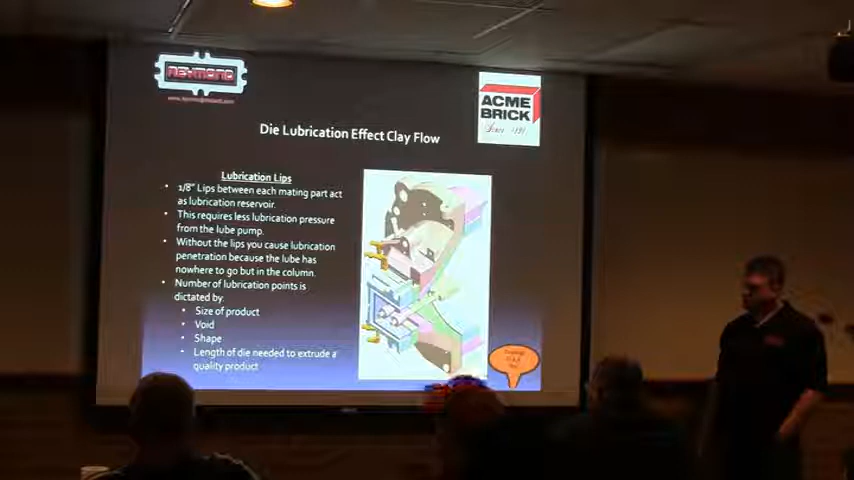 REYMOND
ACME
BRICK
Since 1891
Die Lubrication Effect Clay Flow
Lubrication Lips
• 1/8" Lips between each mating part act
as lubrication reservoir.
• This requires less lubrication pressure
from the lube pump.
• Without the lips you cause lubrication
penetration because the lube has
nowhere to go but in the column.
• Number of lubrication points is
dictated by:
• Size of product
• Void
• Shape
• Length of die needed to extrude a
quality product